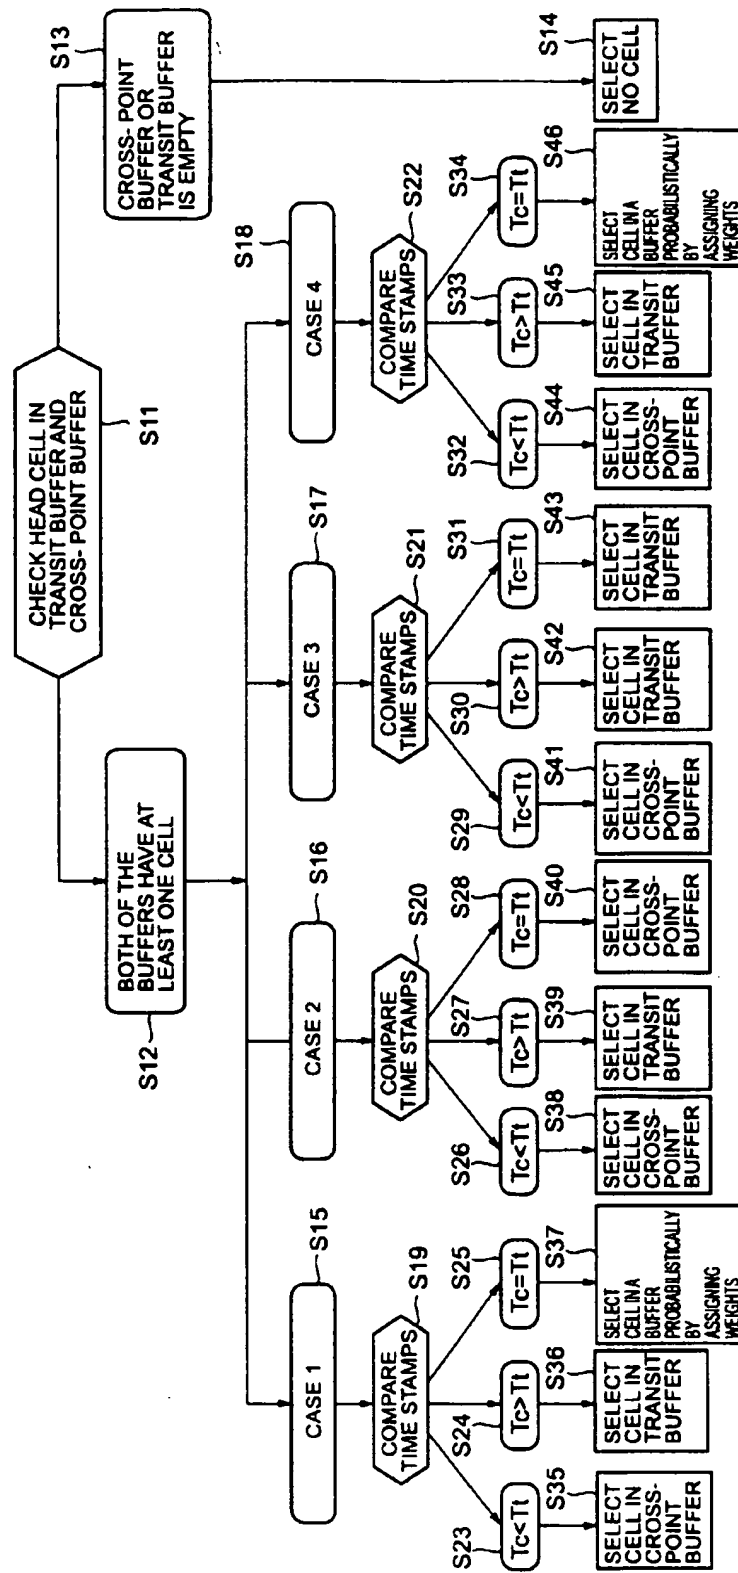 CHECK HEAD CELL IN
TRANSIT BUFFER AND
CROSS- POINT BUFFER
S11
BOTH OF THE
BUFFERS HAVE AT
LEAST ONE CELL
S12
CROSS- POINT
BUFFER OR
TRANSIT BUFFER
IS EMPTY
S13
SELECT
NO CELL
S14
CASE 1
S15
CASE 2
S16
CASE 3
S17
CASE 4
S18
COMPARE
TIME STAMPS
S19
COMPARE
TIME STAMPS
S20
COMPARE
TIME STAMPS
S21
COMPARE
TIME STAMPS
S22
Tc<Tt
S23
Tc>Tt
S24
Tc=Tt
S25
Tc<Tt
S26
Tc>Tt
S27
Tc=Tt
S28
Tc<Tt
S29
Tc>Tt
S30
Tc=Tt
S31
Tc<Tt
S32
Tc>Tt
S33
Tc=Tt
S34
SELECT
CELL IN
CROSS-
POINT
BUFFER
S35
SELECT
CELL IN
TRANSIT
BUFFER
S36
SELECT
CELL IN A
BUFFER
PROBABILISTICALLY
BY
ASSIGNING
WEIGHTS
S37
SELECT
CELL IN
CROSS-
POINT
BUFFER
S38
SELECT
CELL IN
TRANSIT
BUFFER
S39
SELECT
CELL IN
CROSS-
POINT
BUFFER
S40
SELECT
CELL IN
CROSS-
POINT
BUFFER
S41
SELECT
CELL IN
TRANSIT
BUFFER
S42
SELECT
CELL IN
TRANSIT
BUFFER
S43
SELECT
CELL IN
CROSS-
POINT
BUFFER
S44
SELECT
CELL IN
TRANSIT
BUFFER
S45
SELECT
CELL IN A
BUFFER
PROBABILISTICALLY
BY
ASSIGNING
WEIGHTS
S46